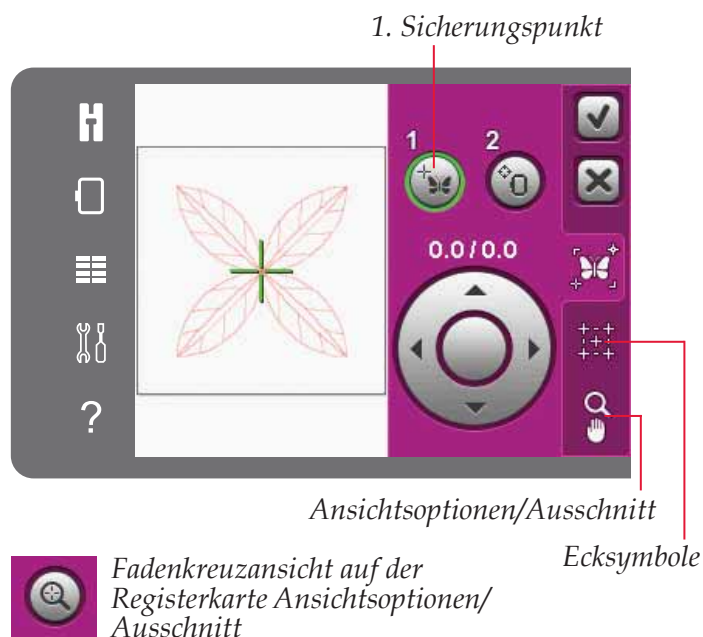 1. Sicherungspunkt
1
2
0.0/0.0
?
Ansichtsoptionen/Ausschnitt
Ecksymbole
Fadenkreuzansicht auf der
Registerkarte Ansichtsoptionen/
Ausschnitt